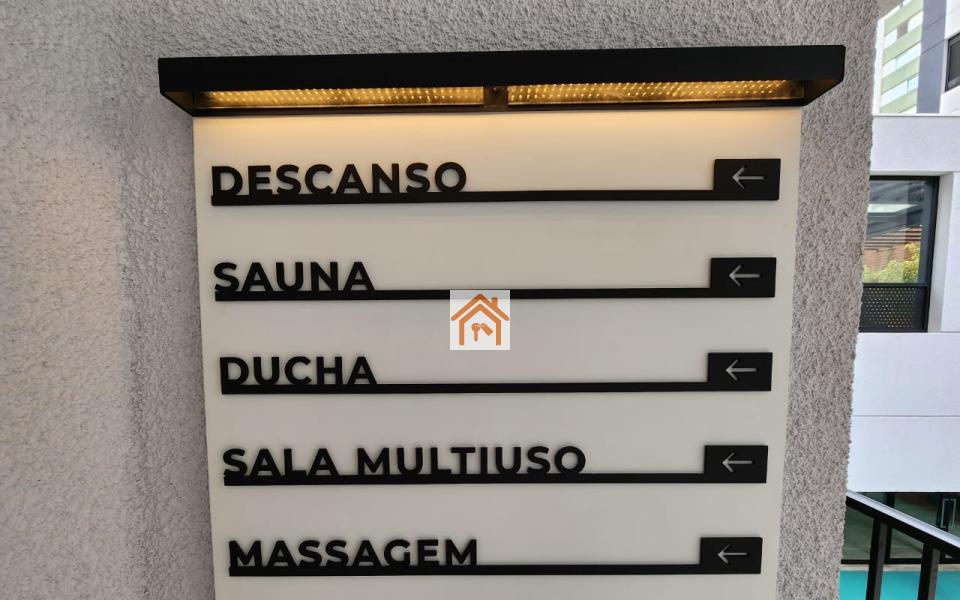 DESCANSO ←
SAUNA ←
DUCHA ←
SALA MULTIUSO ←
MASSAGEM ←